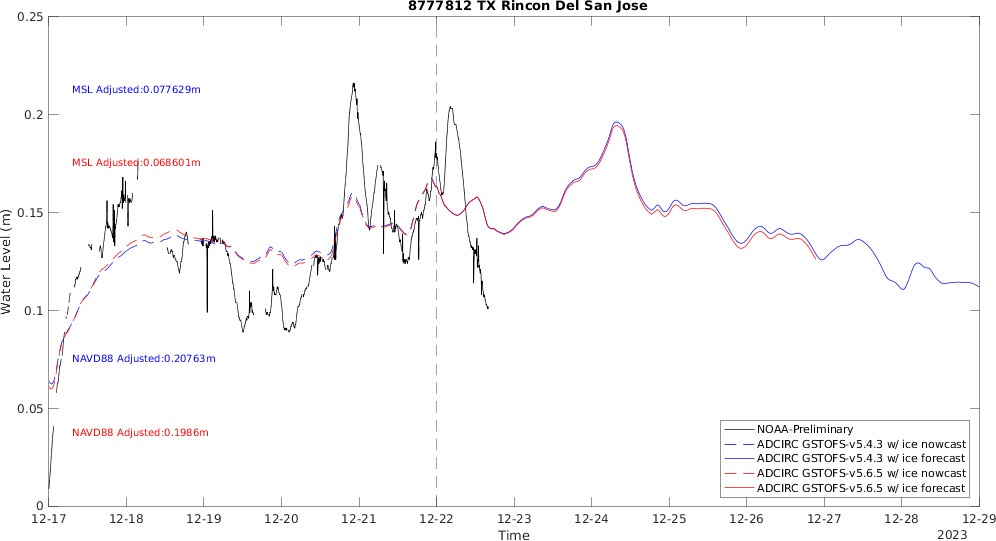 8777812 TX Rincon Del San Jose
0.25
0.2
0.15
0.1
0.05
0
Water Level (m)
MSL Adjusted:0.077629m
MSL Adjusted:0.068601m
NAVD88 Adjusted:0.20763m
NAVD88 Adjusted:0.1986m
NOAA-Preliminary
ADCIRC GSTOFS-v5.4.3 w/ ice nowcast
ADCIRC GSTOFS-v5.4.3 w/ ice forecast
ADCIRC GSTOFS-v5.6.5 w/ ice nowcast
ADCIRC GSTOFS-v5.6.5 w/ ice forecast
12-17 12-18 12-19 12-20 12-21 12-22 12-23 12-24 12-25 12-26 12-27 12-28 12-29
Time
2023